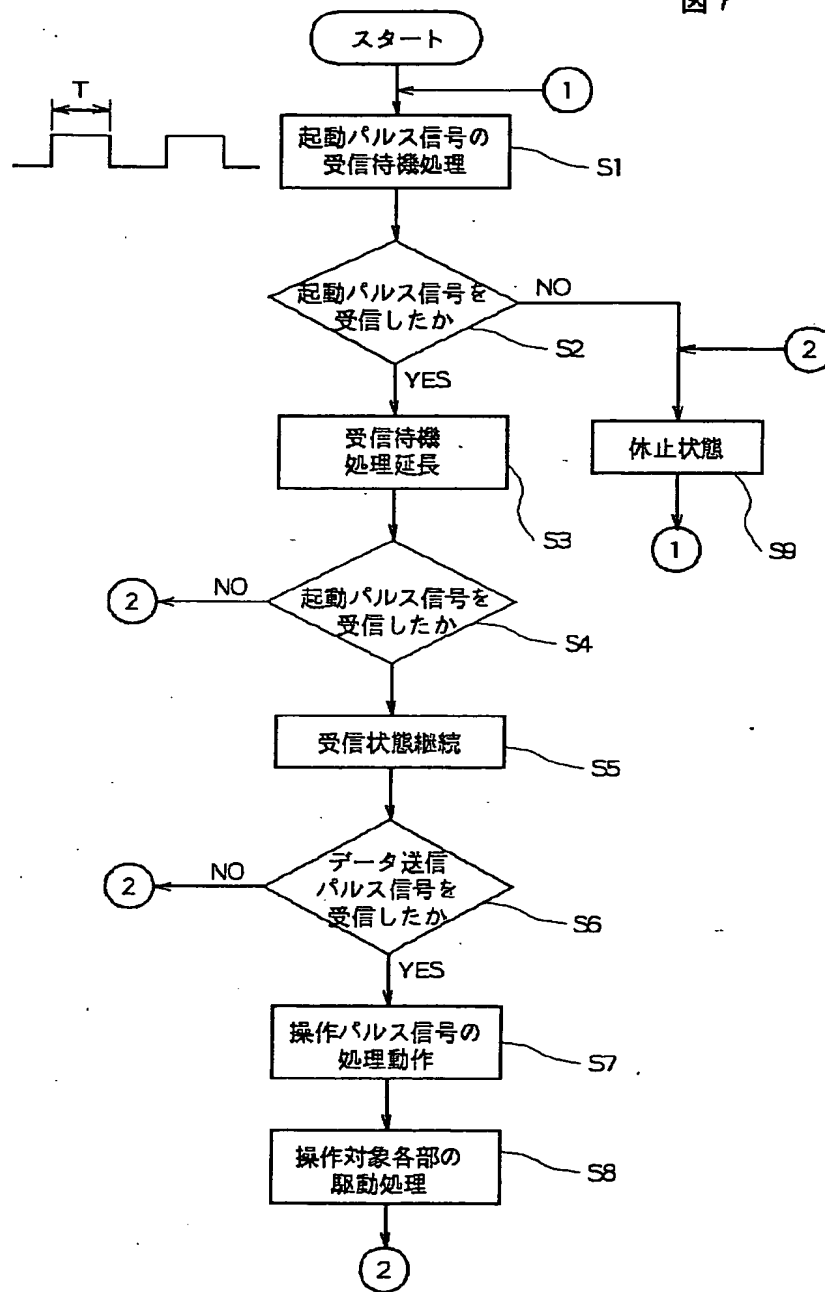 図7
スタート
1
T
起動パルス信号の
受信待機処理
S1
起動パルス信号を
受信したか
NO
S2
2
YES
受信待機
処理延長
S3
休止状態
S9
1
2
NO
起動パルス信号を
受信したか
S4
受信状態継続
S5
2
NO
データ送信
パルス信号を
受信したか
S6
YES
操作パルス信号の
処理動作
S7
操作対象各部の
駆動処理
S8
2